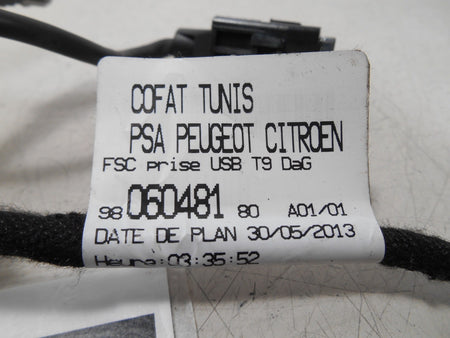 COFAT TUNIS
PSA PEUGEOT CITROEN
FSC prise USB T9 DaG
98 060481 80 A01/01
DATE DE PLAN 30/05/2013
Heure:03:35:52